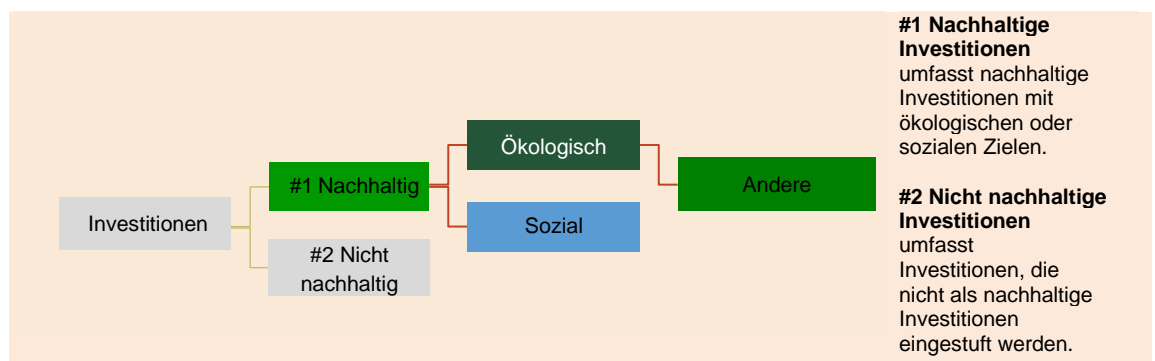 Investitionen
#1 Nachhaltig
#2 Nicht
nachhaltig
Ökologisch
Sozial
Andere
#1 Nachhaltige
Investitionen
umfasst nachhaltige
Investitionen mit
ökologischen oder
sozialen Zielen.
#2 Nicht nachhaltige
Investitionen
umfasst
Investitionen, die
nicht als nachhaltige
Investitionen
eingestuft werden.